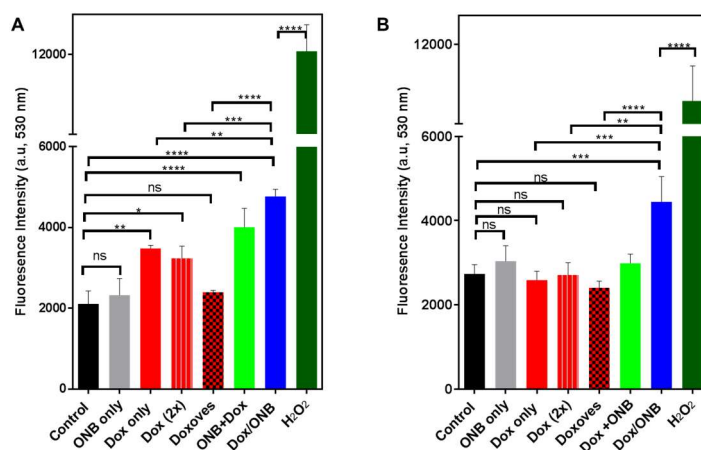 A
Fluoresence Intensity (a.u, 530 nm)
12000
6000
4000
2000
0
****
****
***
**
****
****
ns
*
**
ns
Control
ONB only
Dox only
Dox (2x)
Doxoves
ONB+Dox
Dox/ONB
H2O2
B
Fluoresence Intensity (a.u, 530 nm)
12000
6000
4000
2000
0
****
****
**
***
***
ns
ns
ns
ns
Control
ONB only
Dox only
Dox (2x)
Doxoves
Dox +ONB
Dox/ONB
H2O2